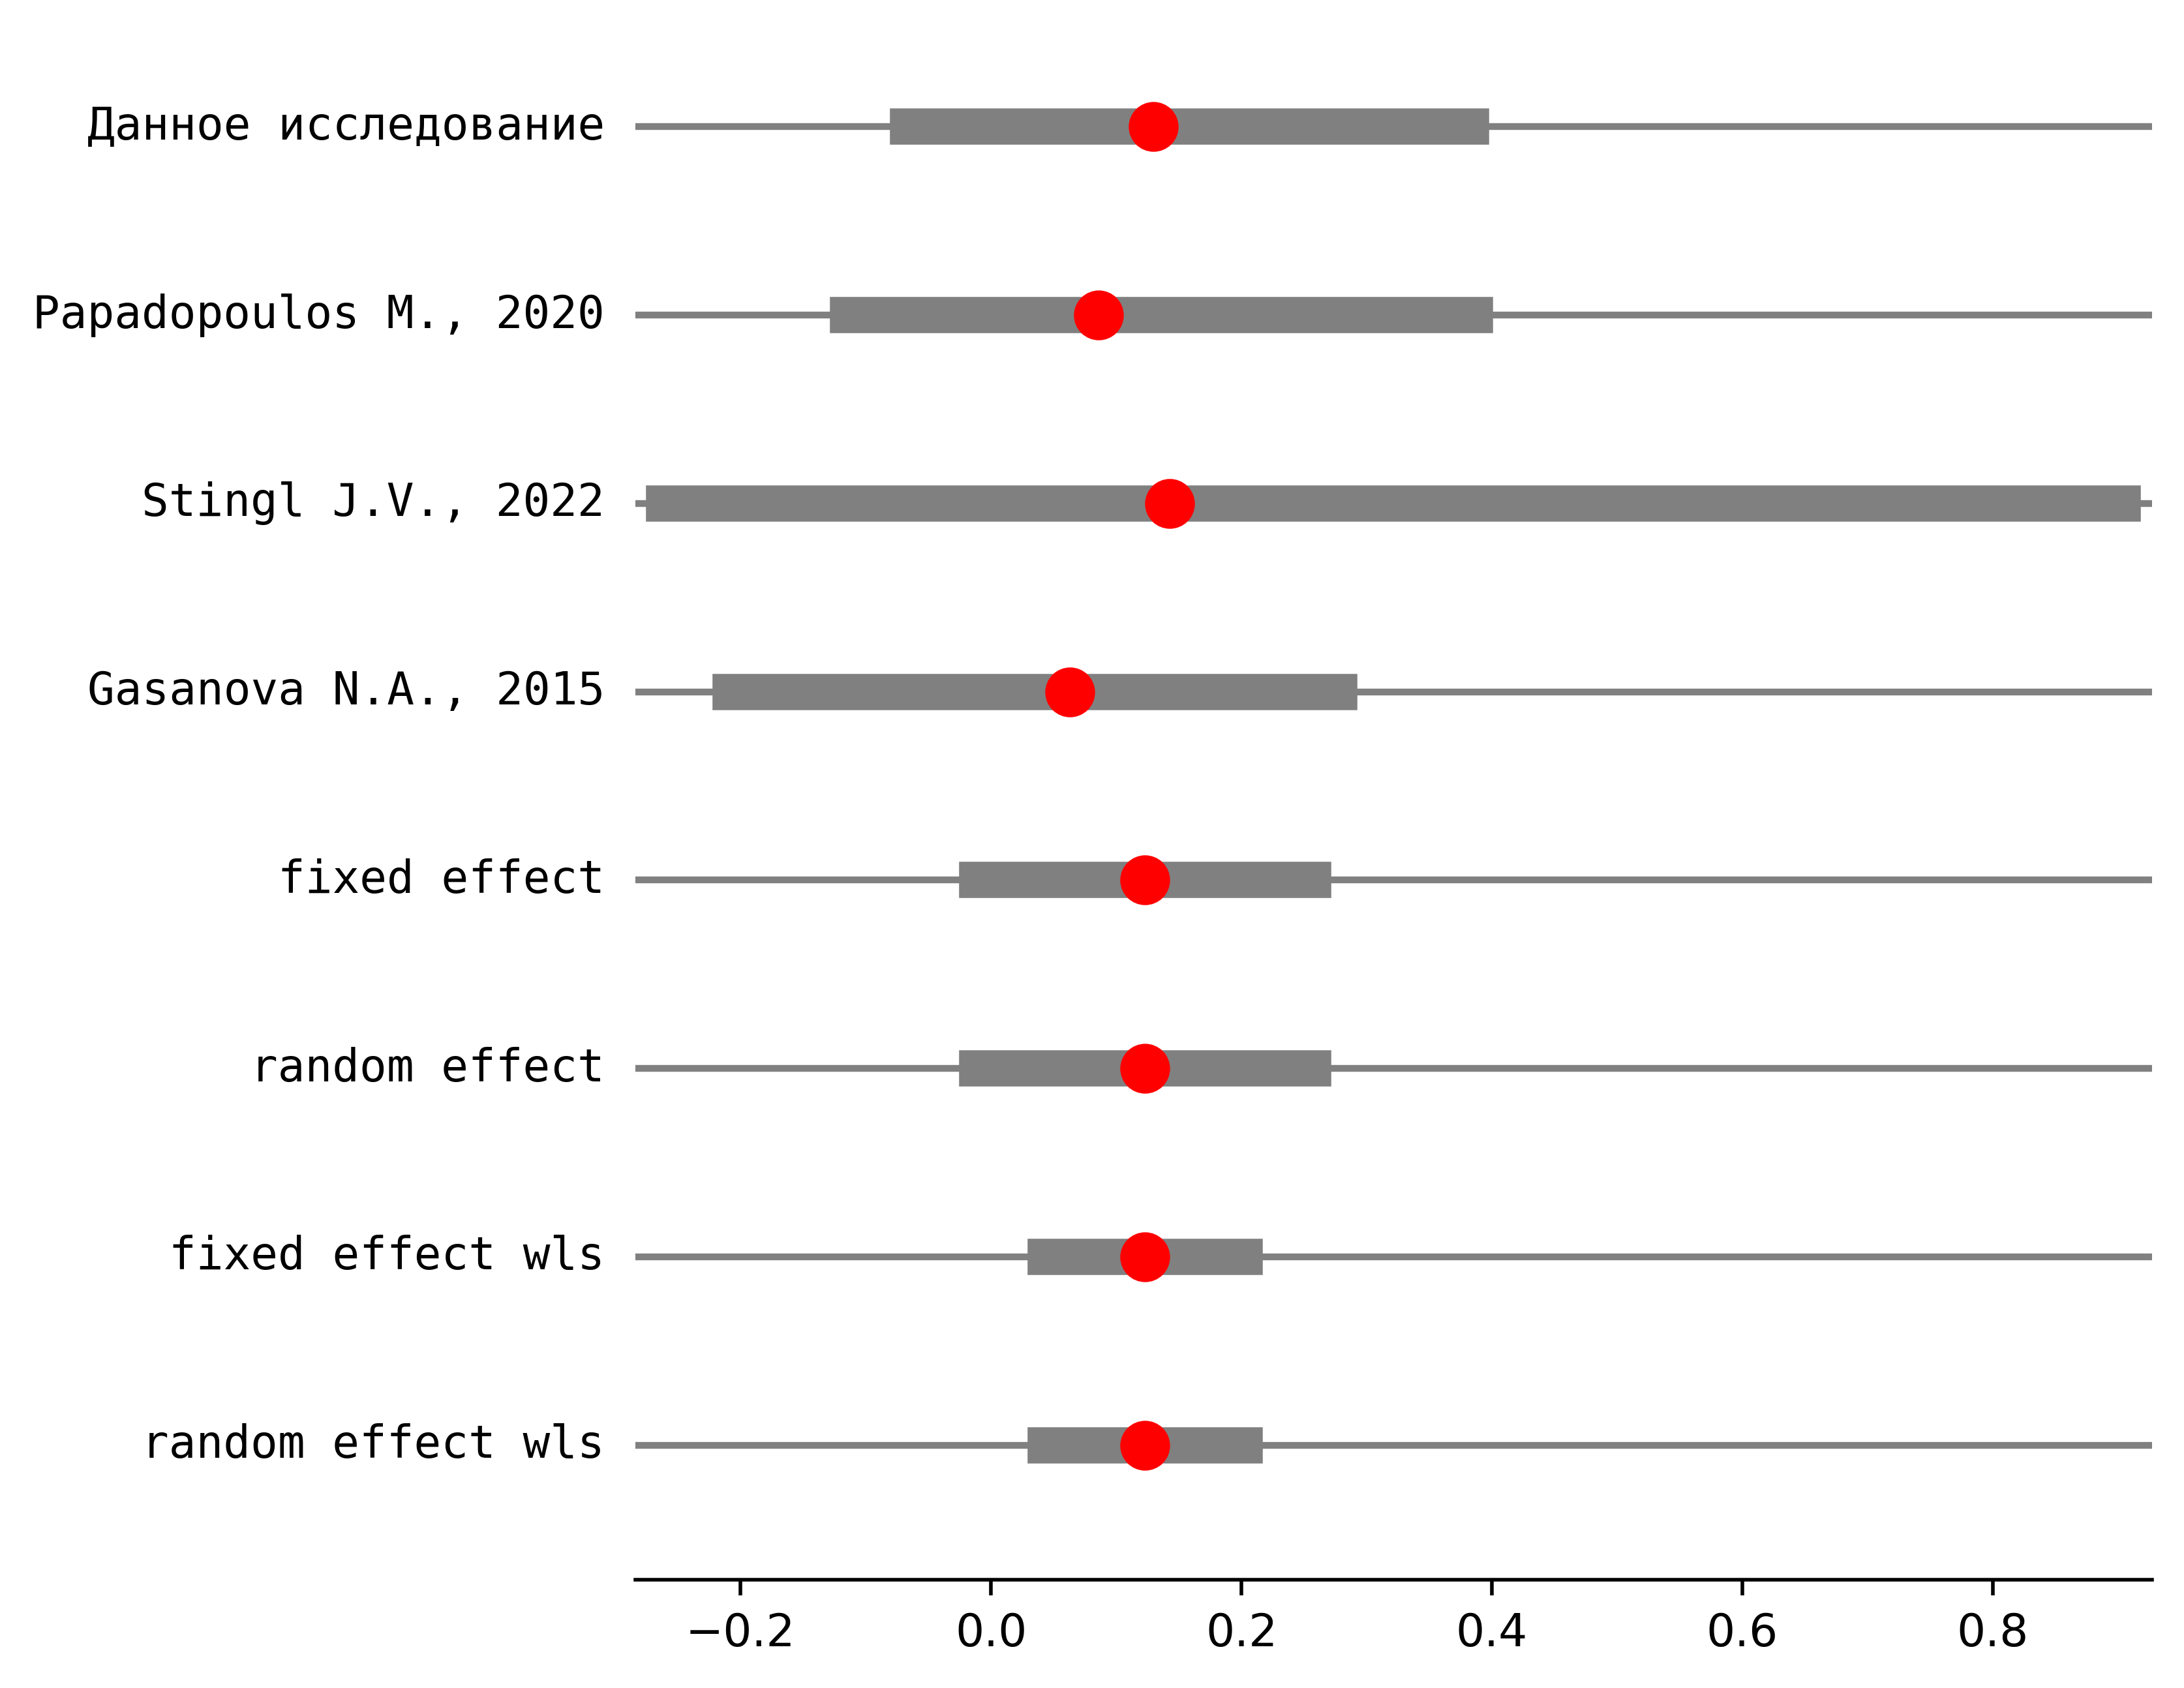 Данное исследование
Papadopoulos M., 2020
Stingl J.V., 2022
Gasanova N.A., 2015
fixed effect
random effect
fixed effect wls
random effect wls
−0.2 0.0 0.2 0.4 0.6 0.8